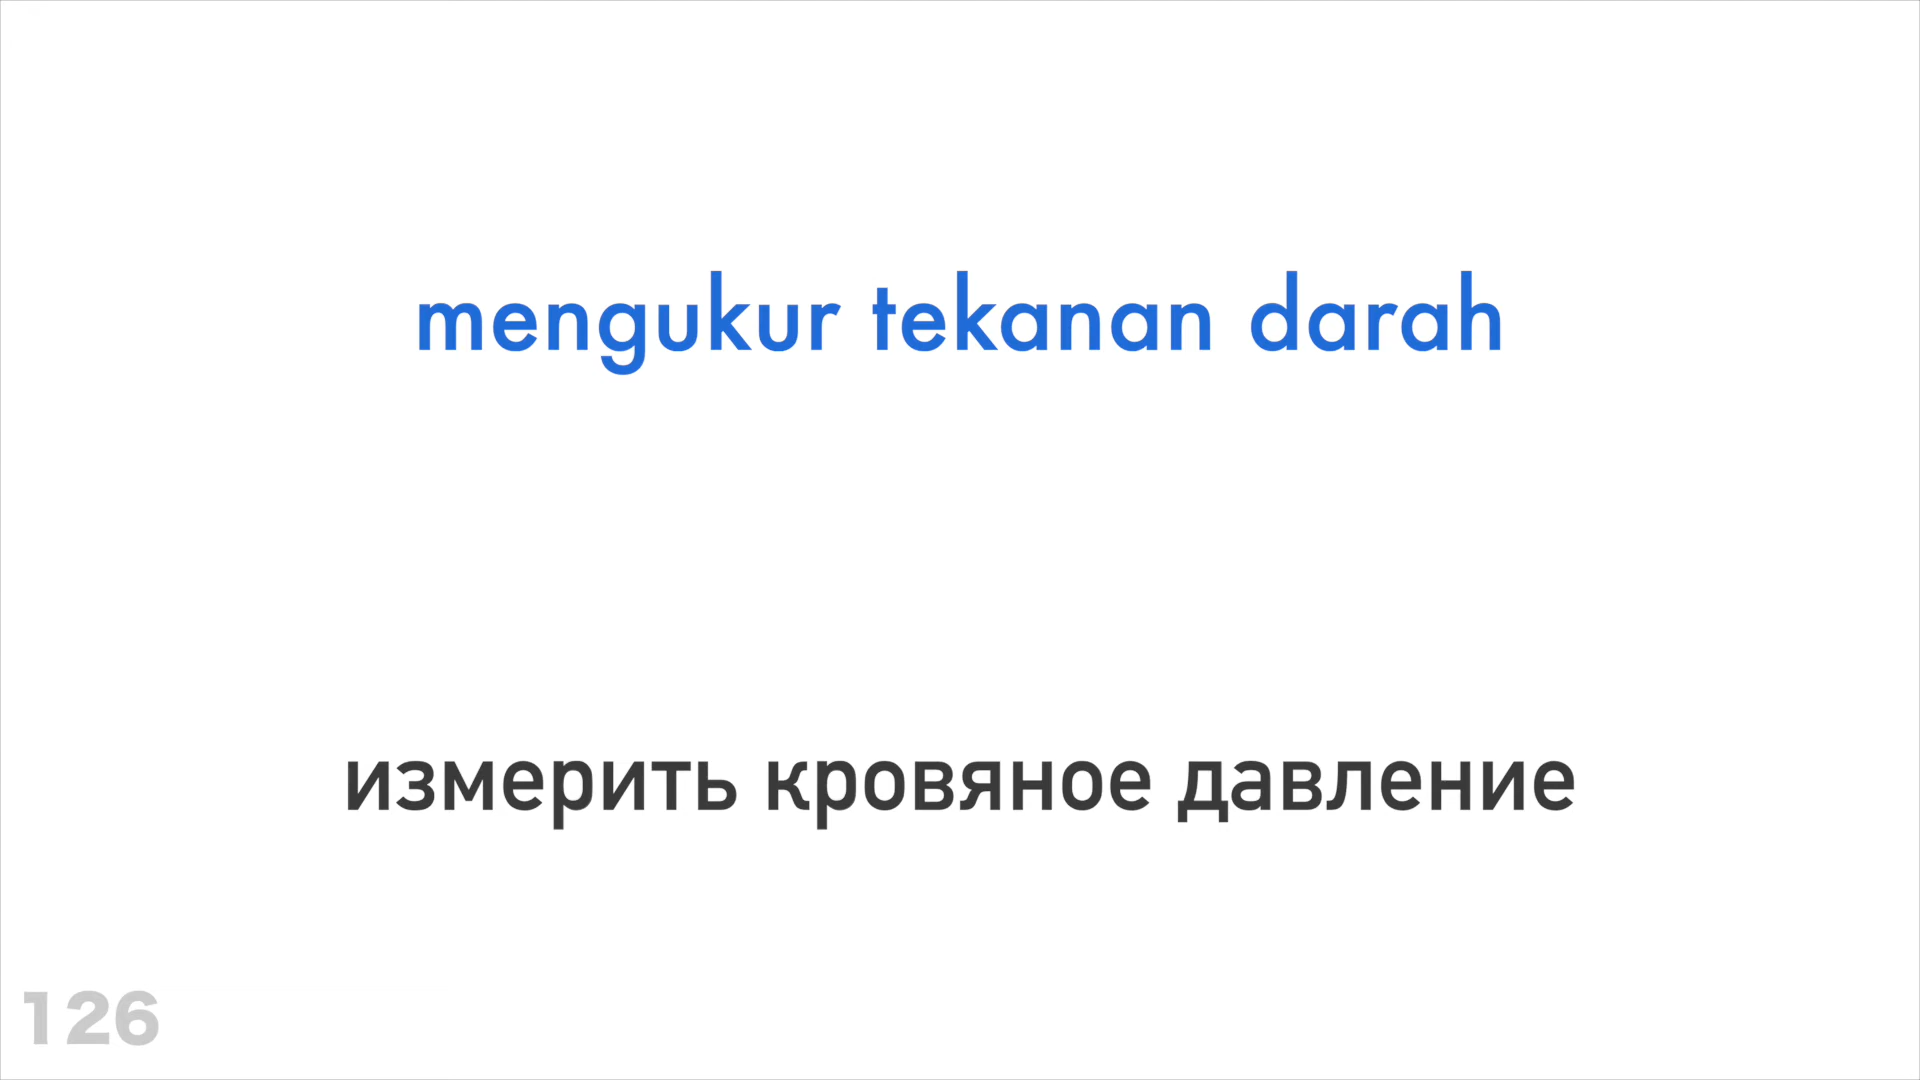 mengukur tekanan darah
измерить кровяное давление
126